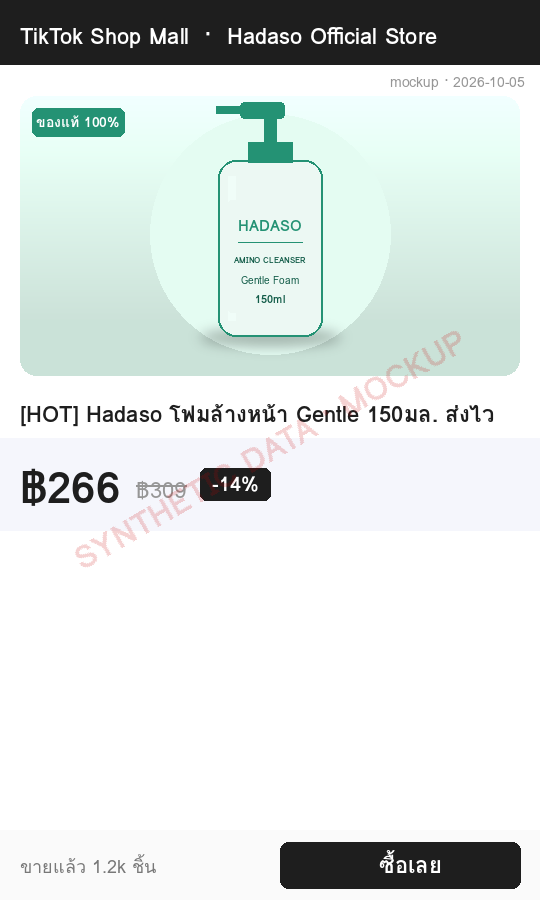 TikTok Shop Mall · Hadaso Official Store
mockup · 2026-10-05
ของแท้ 100%
HADASO
AMINO CLEANSER
Gentle Foam
150ml
[HOT] Hadaso โฟมล้างหน้า Gentle 150มล. ส่งไว
฿266 ฿309 -14%
SYNTHETIC DATA · MOCKUP
ขายแล้ว 1.2k ชิ้น
ซื้อเลย